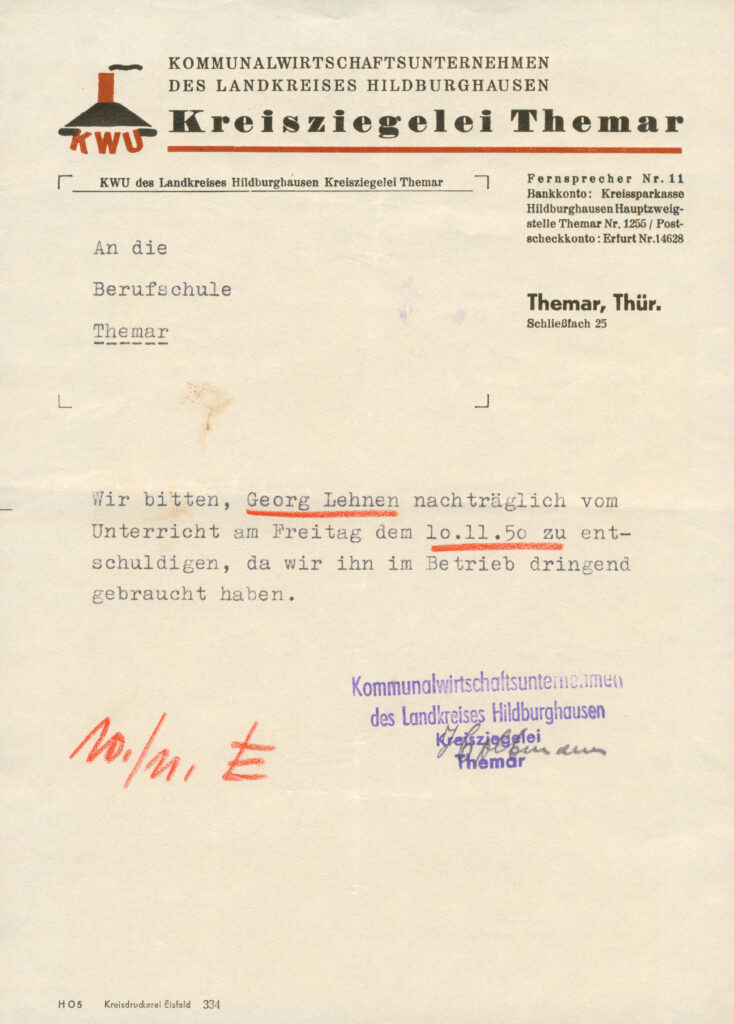 KOMMUNALWIRTSCHAFTSUNTERNEHMEN
DES LANDKREISES HILDBURGHAUSEN
Kreisziegelei Themar
KWU
KWU des Landkreises Hildburghausen Kreisziegelei Themar
Fernsprecher Nr. 11
Bankkonto: Kreissparkasse
Hildburghausen Hauptzweig-
stelle Themar Nr. 1255 / Post-
scheckkonto: Erfurt Nr. 14628
Themar, Thür.
Schließfach 25
An die
Berufschule
Themar
Wir bitten, Georg Lehnen nachträglich vom
Unterricht am Freitag dem 10.11.50 zu ent-
schuldigen, da wir ihn im Betrieb dringend
gebraucht haben.
Kommunalwirtschaftsunternehmen
des Landkreises Hildburghausen
Kreisziegelei
Themar
10./11. E
H O 5 Kreisdruckerei Eisfeld 334